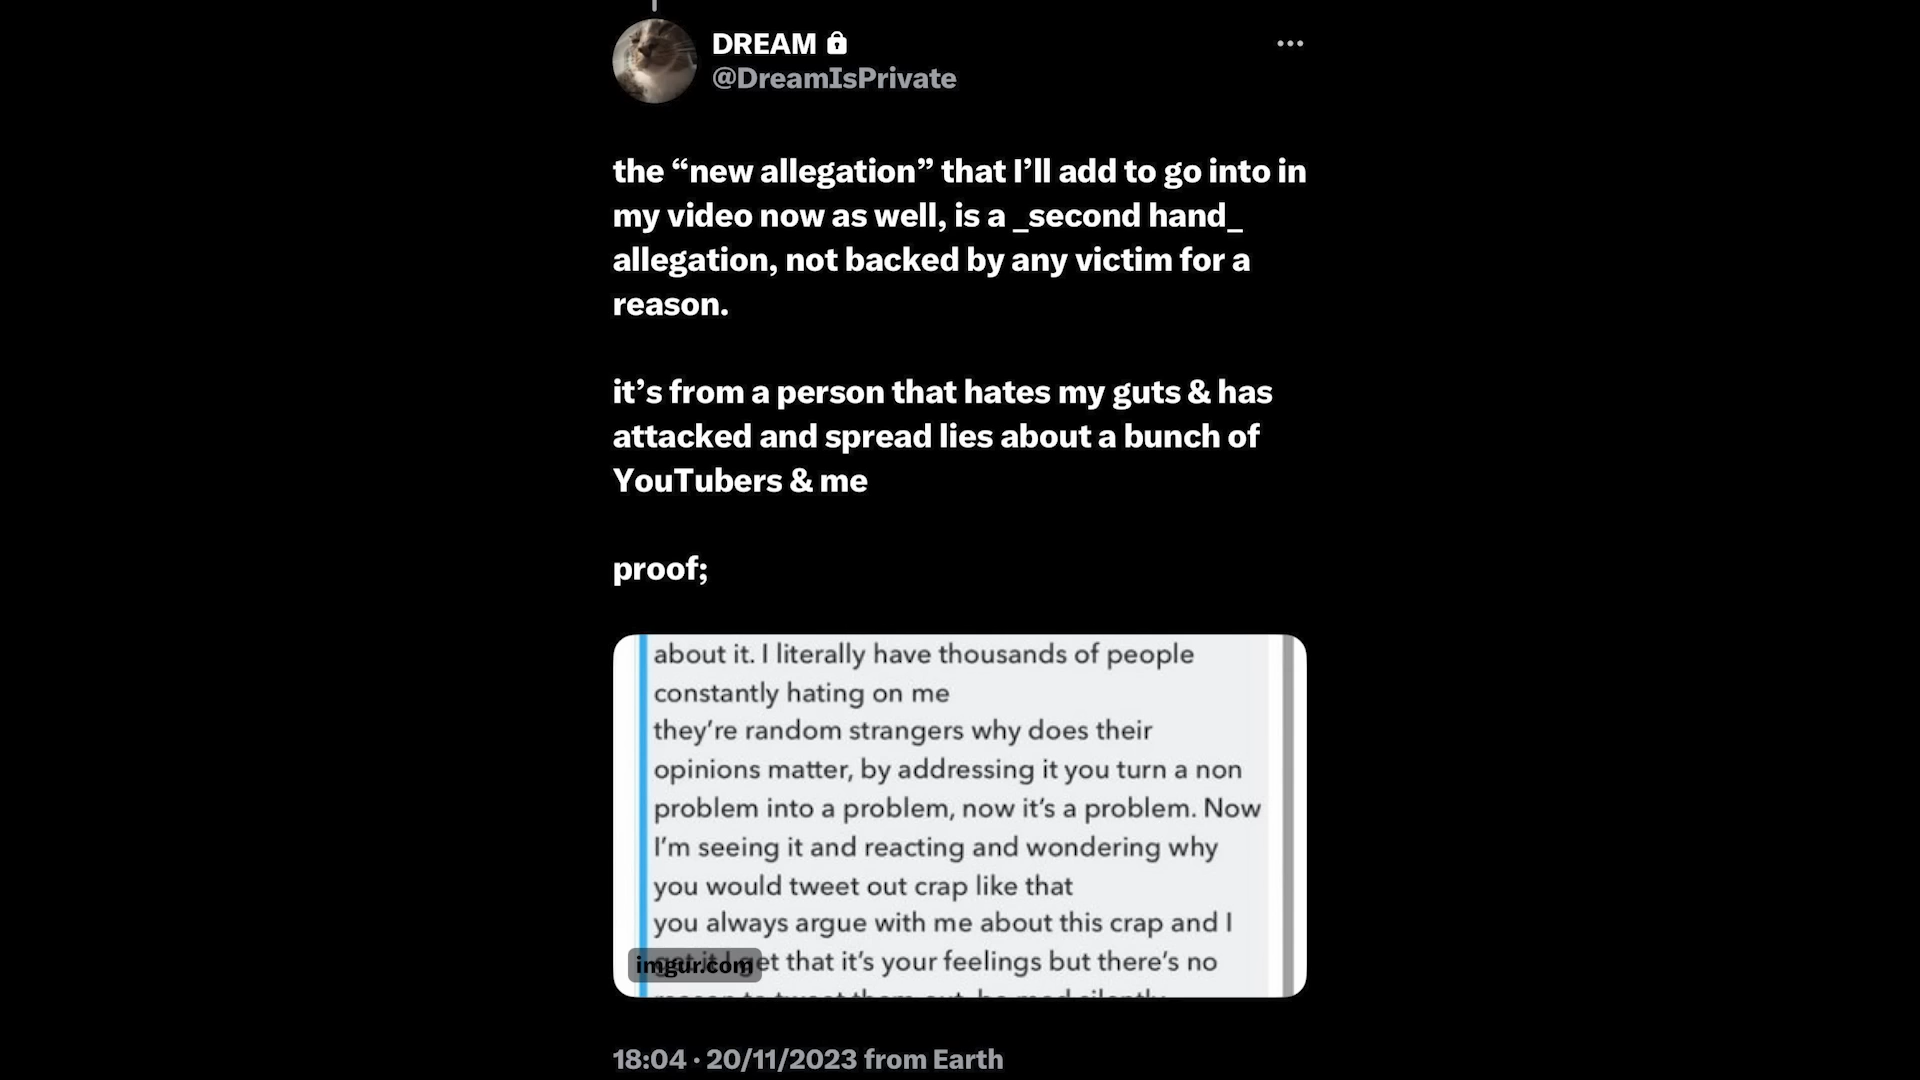 DREAM
@DreamIsPrivate
the “new allegation” that I’ll add to go into in
my video now as well, is a _second hand_
allegation, not backed by any victim for a
reason.
it’s from a person that hates my guts & has
attacked and spread lies about a bunch of
YouTubers & me
proof;
about it. I literally have thousands of people
constantly hating on me
they’re random strangers why does their
opinions matter, by addressing it you turn a non
problem into a problem, now it’s a problem. Now
I’m seeing it and reacting and wondering why
you would tweet out crap like that
you always argue with me about this crap and I
get it I get that it’s your feelings but there’s no
imgur.com
18:04 · 20/11/2023 from Earth